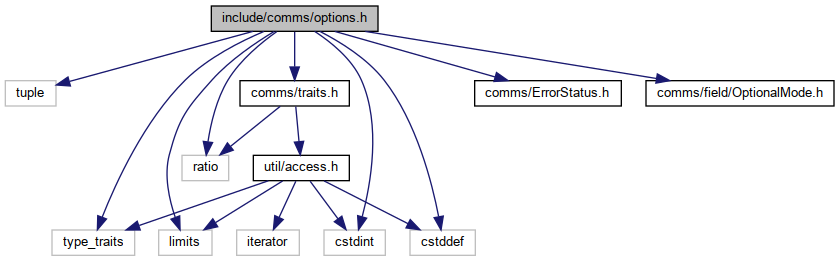 include/comms/options.h
tuple
comms/traits.h
comms/ErrorStatus.h
comms/field/OptionalMode.h
ratio
util/access.h
type_traits
limits
iterator
cstdint
cstddef